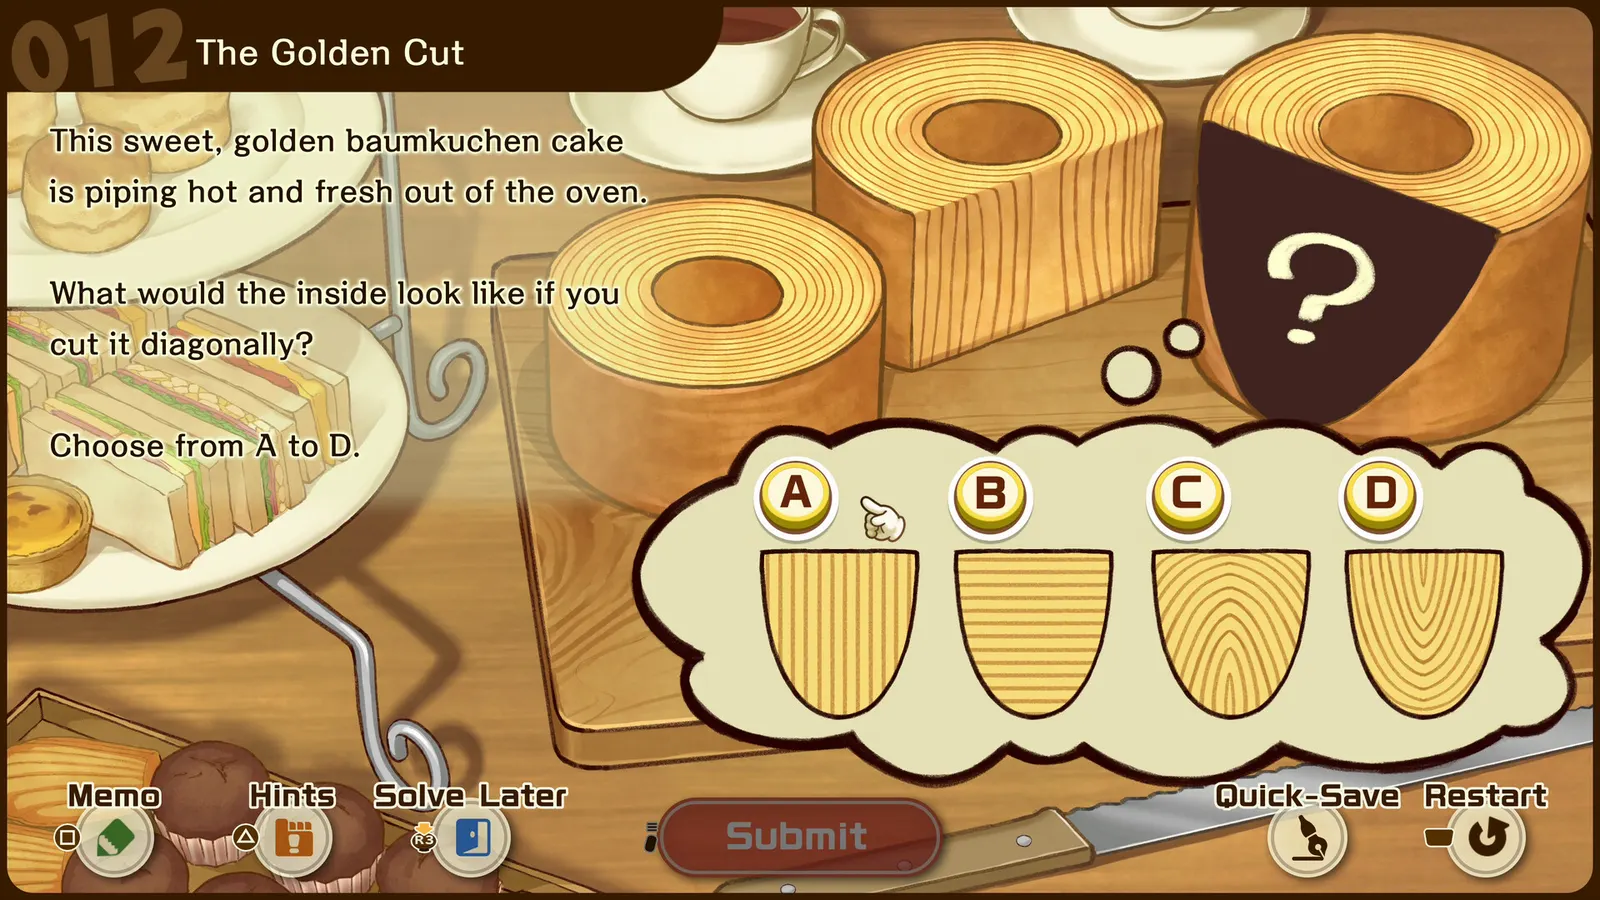 012 The Golden Cut
This sweet, golden baumkuchen cake
is piping hot and fresh out of the oven.
What would the inside look like if you
cut it diagonally?
Choose from A to D.
?
A B C D
Memo Hints Solve Later Quick-Save Restart
R3
Submit